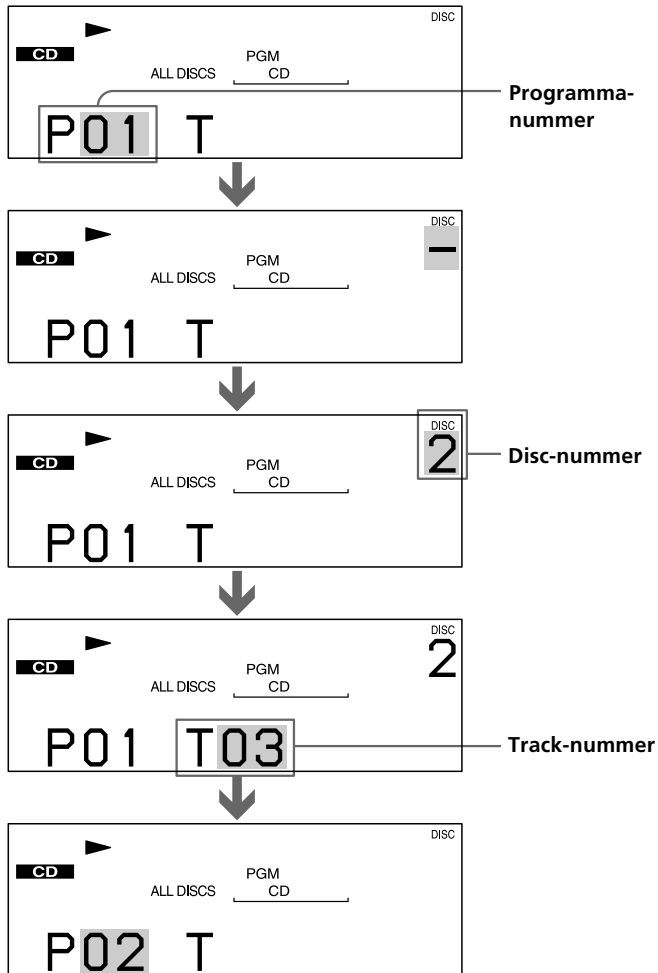 DISC
CD
PGM
ALL DISCS CD
P01 T
Programma-
nummer
DISC
–
CD
PGM
ALL DISCS CD
P01 T
DISC
2
CD
PGM
ALL DISCS CD
P01 T
Disc-nummer
DISC
2
CD
PGM
ALL DISCS CD
P01 T03
Track-nummer
DISC
CD
PGM
ALL DISCS CD
P02 T